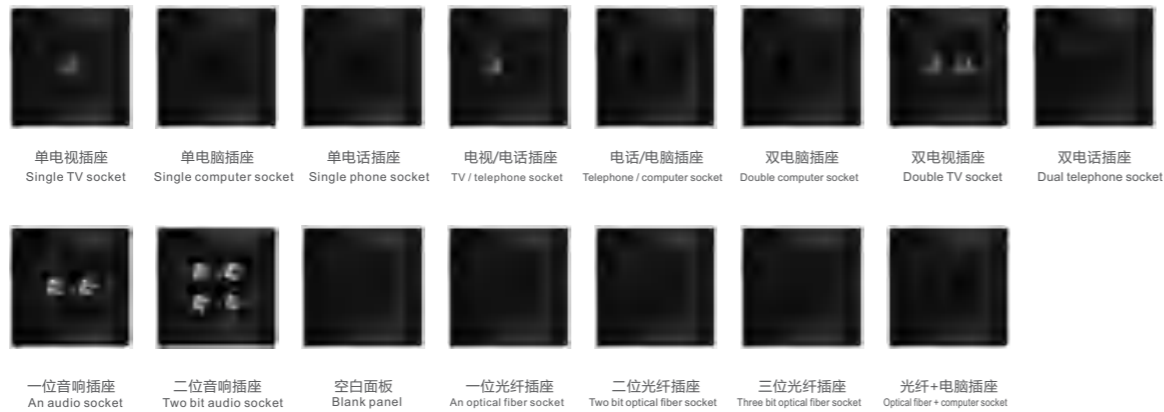 单电视插座
Single TV socket
单电脑插座
Single computer socket
单电话插座
Single phone socket
电视/电话插座
TV / telephone socket
电话/电脑插座
Telephone / computer socket
双电脑插座
Double computer socket
双电视插座
Double TV socket
双电话插座
Dual telephone socket
一位音响插座
An audio socket
二位音响插座
Two bit audio socket
空白面板
Blank panel
一位光纤插座
An optical fiber socket
二位光纤插座
Two bit optical fiber socket
三位光纤插座
Three bit optical fiber socket
光纤+电脑插座
Optical fiber + computer socket